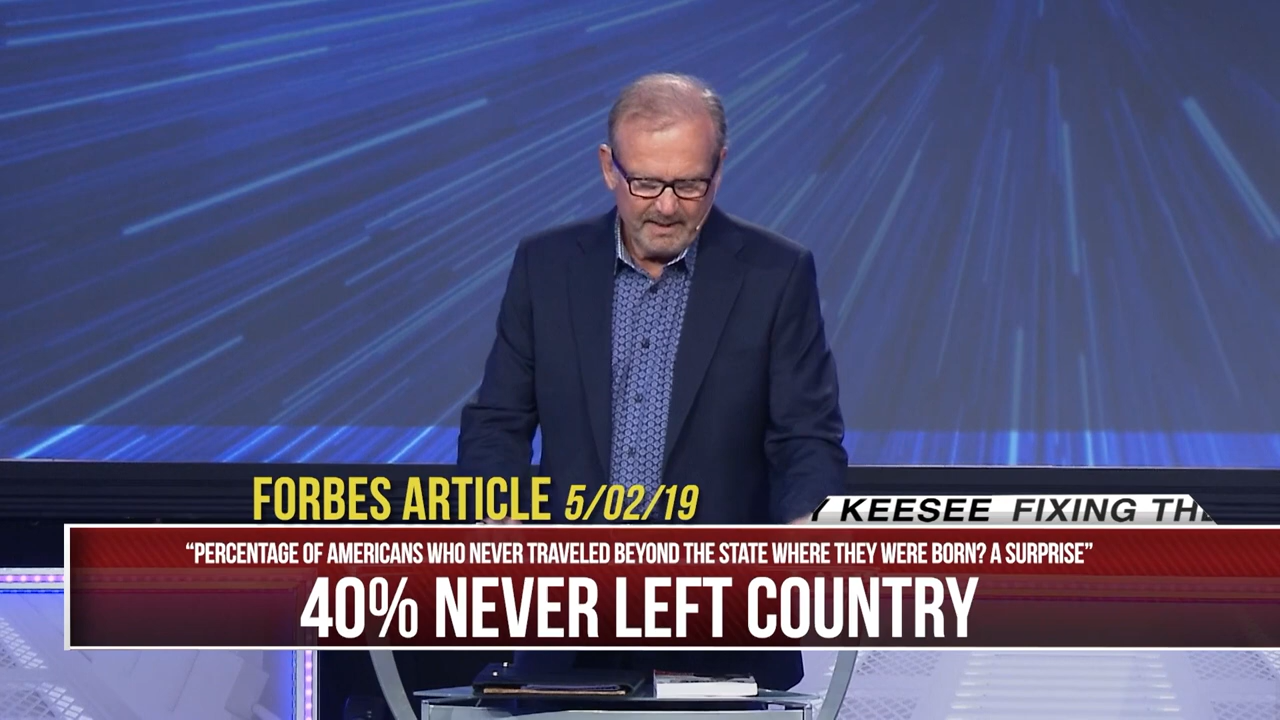 FORBES ARTICLE 5/02/19
KEESEE FIXING THE
“PERCENTAGE OF AMERICANS WHO NEVER TRAVELED BEYOND THE STATE WHERE THEY WERE BORN? A SURPRISE”
40% NEVER LEFT COUNTRY